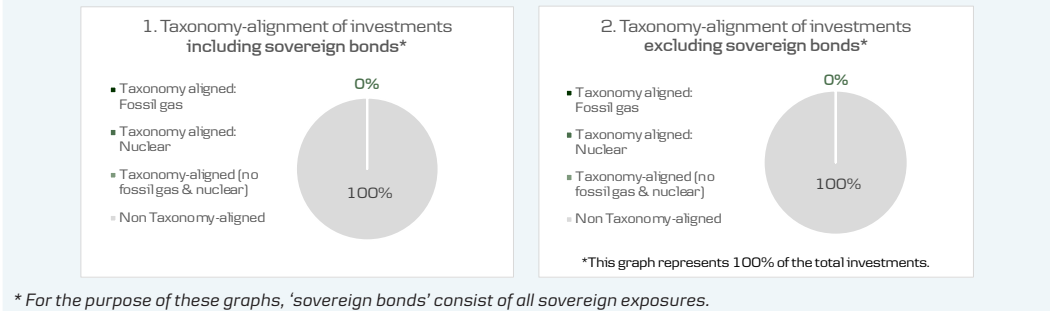 1. Taxonomy-alignment of investments
including sovereign bonds*
0%
Taxonomy aligned:
Fossil gas
Taxonomy aligned:
Nuclear
Taxonomy-aligned (no
fossil gas & nuclear)
Non Taxonomy-aligned
100%
2. Taxonomy-alignment of investments
excluding sovereign bonds*
0%
Taxonomy aligned:
Fossil gas
Taxonomy aligned:
Nuclear
Taxonomy-aligned (no
fossil gas & nuclear)
Non Taxonomy-aligned
100%
*This graph represents 100% of the total investments.
* For the purpose of these graphs, ‘sovereign bonds’ consist of all sovereign exposures.